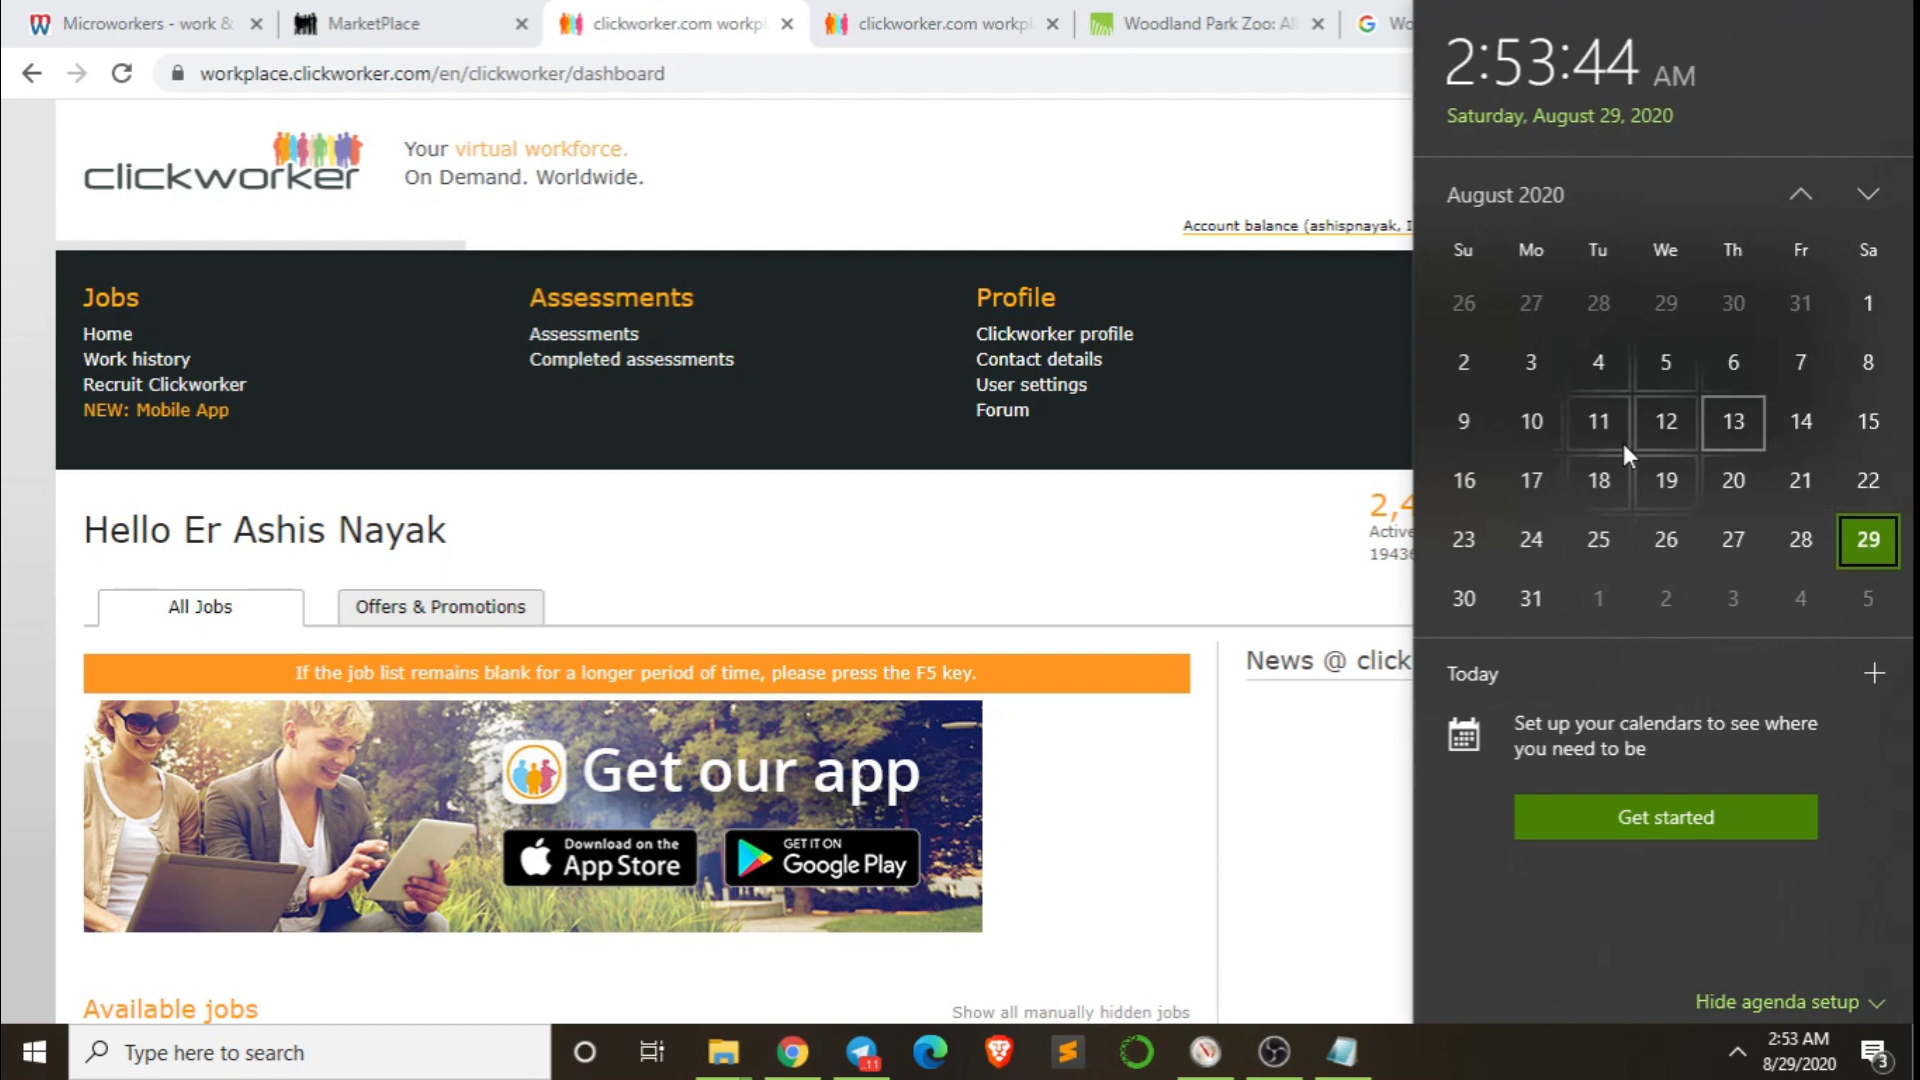 Microworkers - work &
MarketPlace
clickworker.com workpl
clickworker.com workpl
Woodland Park Zoo: Al
Wo
workplace.clickworker.com/en/clickworker/dashboard
clickworker
Your virtual workforce.
On Demand. Worldwide.
Account balance (ashispnayak, I
Jobs
Home
Work history
Recruit Clickworker
NEW: Mobile App
Assessments
Assessments
Completed assessments
Profile
Clickworker profile
Contact details
User settings
Forum
Hello Er Ashis Nayak
2,4
Active
19436
All Jobs
Offers & Promotions
If the job list remains blank for a longer period of time, please press the F5 key.
News @ click
Get our app
Download on the
App Store
GET IT ON
Google Play
Available jobs
Show all manually hidden jobs
2:53:44 AM
Saturday, August 29, 2020
August 2020
Su Mo Tu We Th Fr Sa
26 27 28 29 30 31 1
2 3 4 5 6 7 8
9 10 11 12 13 14 15
16 17 18 19 20 21 22
23 24 25 26 27 28 29
30 31 1 2 3 4 5
Today
Set up your calendars to see where
you need to be
Get started
Hide agenda setup
Type here to search
11
2:53 AM
8/29/2020
3